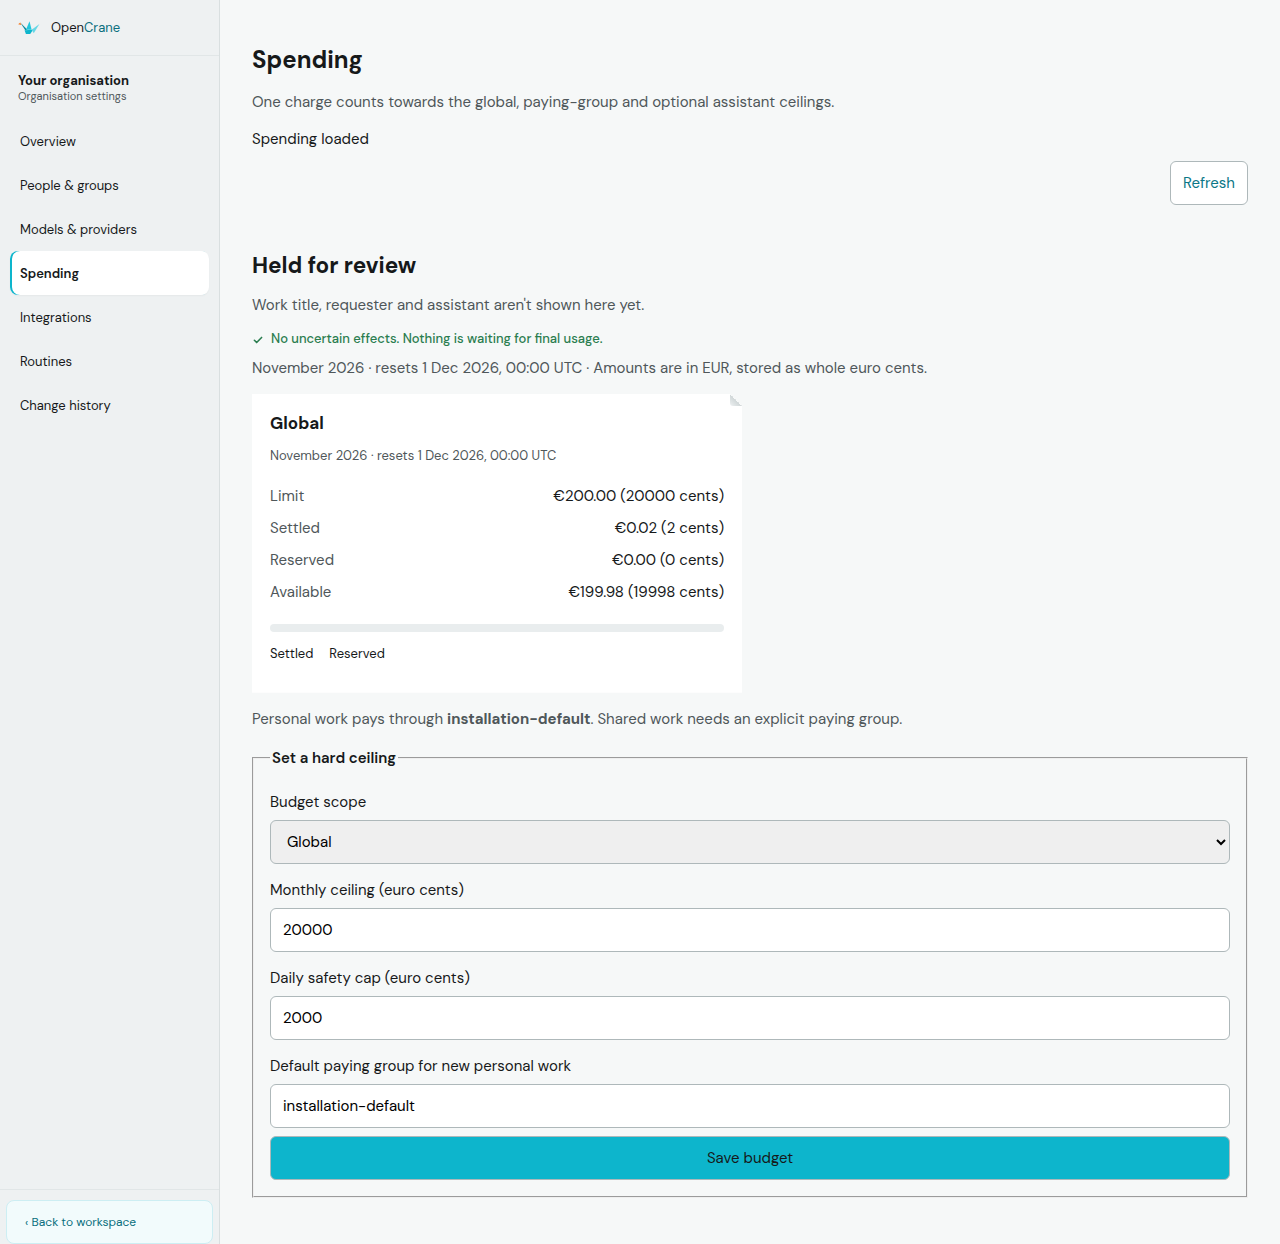 OpenCrane
Your organisation
Organisation settings
Overview
People & groups
Models & providers
Spending
Integrations
Routines
Change history
‹ Back to workspace
Spending
One charge counts towards the global, paying-group and optional assistant ceilings.
Spending loaded
Refresh
Held for review
Work title, requester and assistant aren't shown here yet.
✓ No uncertain effects. Nothing is waiting for final usage.
November 2026 · resets 1 Dec 2026, 00:00 UTC · Amounts are in EUR, stored as whole euro cents.
Global
November 2026 · resets 1 Dec 2026, 00:00 UTC
Limit €200.00 (20000 cents)
Settled €0.02 (2 cents)
Reserved €0.00 (0 cents)
Available €199.98 (19998 cents)
Settled Reserved
Personal work pays through installation-default. Shared work needs an explicit paying group.
Set a hard ceiling
Budget scope
Global
Monthly ceiling (euro cents)
20000
Daily safety cap (euro cents)
2000
Default paying group for new personal work
installation-default
Save budget